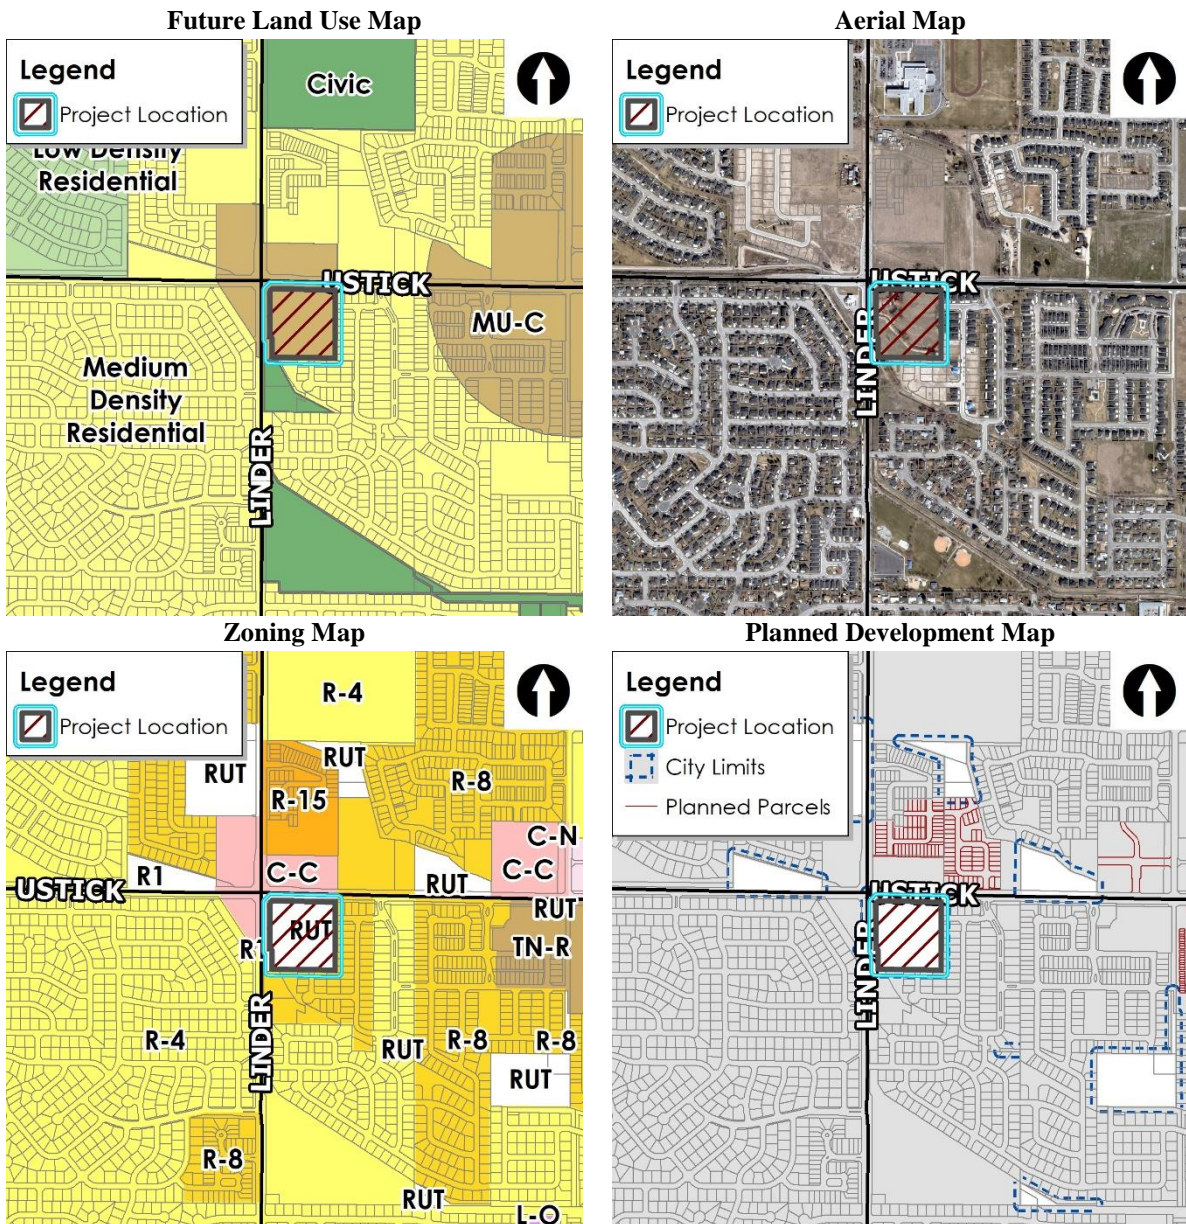 Future Land Use Map
Legend
Project Location
Civic
Low Density
Residential
USTICK
MU-C
Medium
Density
Residential
LINDER
Aerial Map
Legend
Project Location
USTICK
LINDER
Zoning Map
Legend
Project Location
R-4
RUT
RUT
R-15
R-8
C-N
C-C
C-C
R1
RUT
USTICK
RUT
RUT
TN-R
R1
LINDER
R-4
RUT
R-8
R-8
RUT
R-8
RUT
L-O
Planned Development Map
Legend
Project Location
City Limits
Planned Parcels
USTICK
LINDER